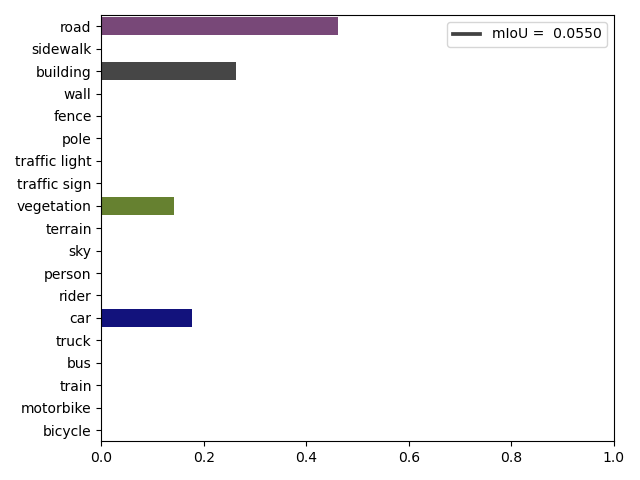 road
sidewalk
building
wall
fence
pole
traffic light
traffic sign
vegetation
terrain
sky
person
rider
car
truck
bus
train
motorbike
bicycle
mIoU =  0.0550
0.0 0.2 0.4 0.6 0.8 1.0